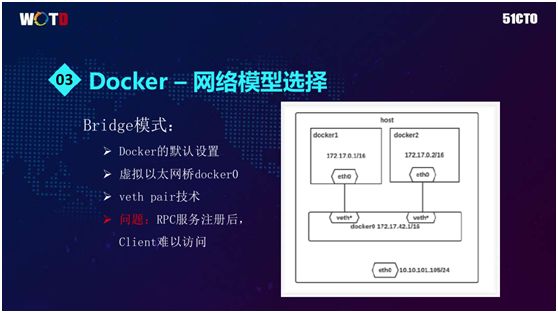 WOTD
51CTO
03
Docker – 网络模型选择
Bridge模式：
Docker的默认设置
虚拟以太网桥docker0
veth pair技术
问题：RPC服务注册后，
Client难以访问
host
docker1
docker2
172.17.0.1/16
172.17.0.2/16
eth0
eth0
veth*
veth*
docker0 172.17.42.1/16
eth0 10.10.101.105/24